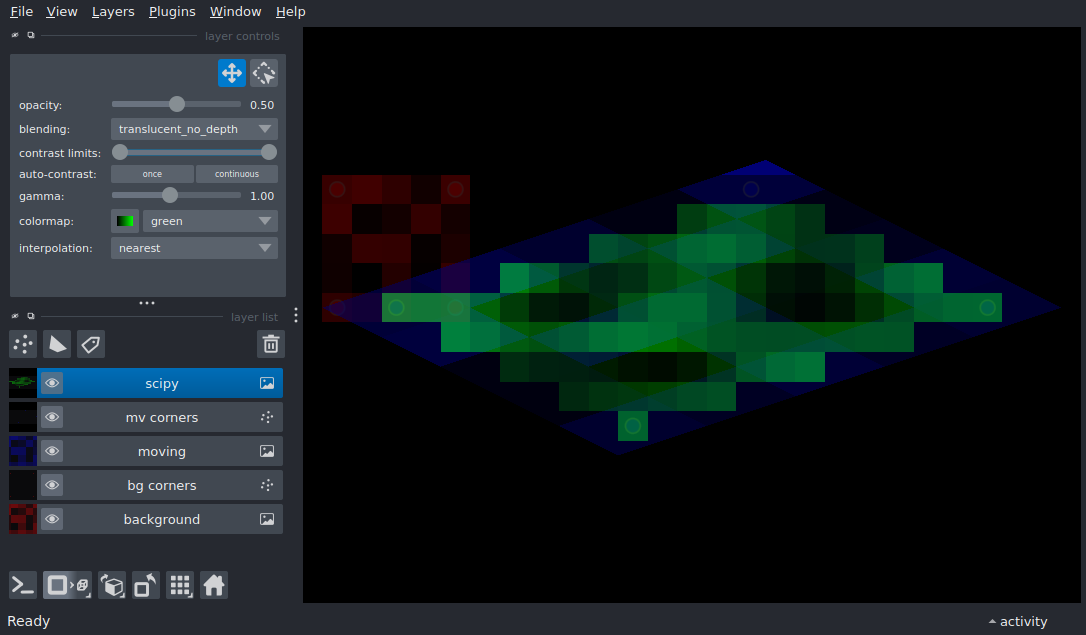 File View Layers Plugins Window Help
layer controls
opacity: 0.50
blending: translucent_no_depth
contrast limits:
auto-contrast: once continuous
gamma: 1.00
colormap: green
interpolation: nearest
layer list
scipy
mv corners
moving
bg corners
background
Ready activity